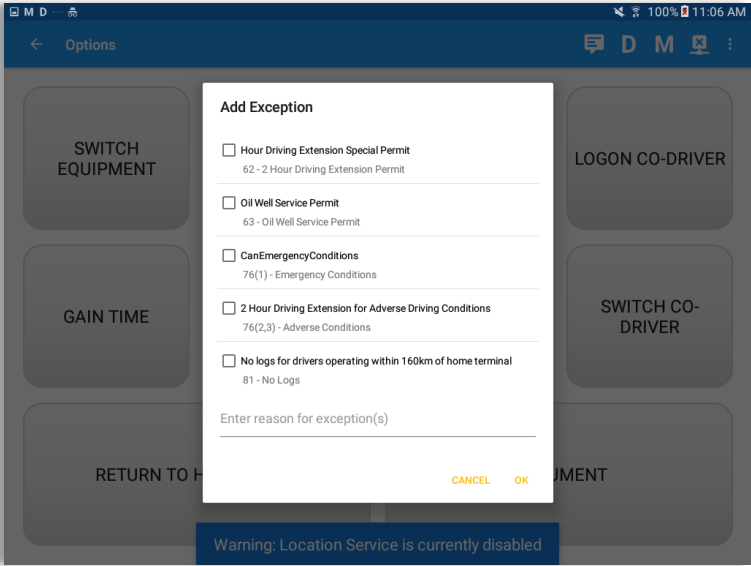 M D
100% 11:06 AM
Options
D M
SWITCH
EQUIPMENT
LOGON CO-DRIVER
Add Exception
Hour Driving Extension Special Permit
62 - 2 Hour Driving Extension Permit
Oil Well Service Permit
63 - Oil Well Service Permit
CanEmergencyConditions
76(1) - Emergency Conditions
2 Hour Driving Extension for Adverse Driving Conditions
76(2,3) - Adverse Conditions
No logs for drivers operating within 160km of home terminal
81 - No Logs
Enter reason for exception(s)
CANCEL OK
GAIN TIME
SWITCH CO-
DRIVER
RETURN TO H
UMENT
Warning: Location Service is currently disabled